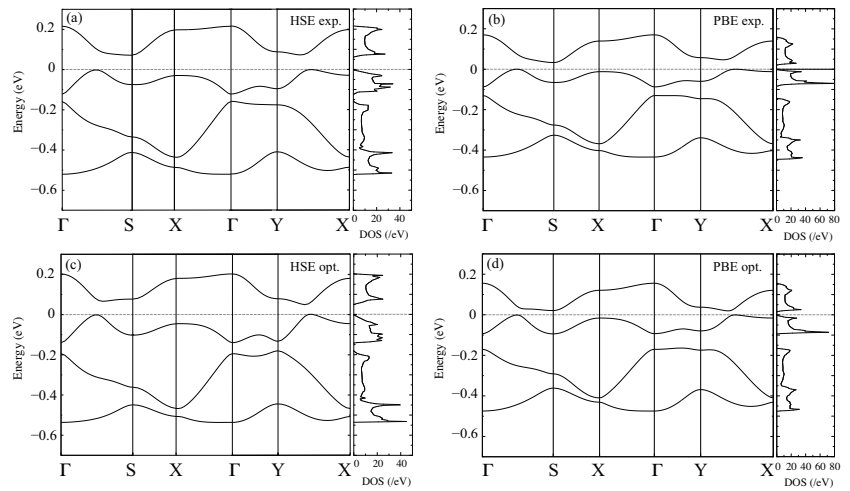 (a) HSE exp.
0.2
0
−0.2
−0.4
−0.6
Energy (eV)
Γ S X Γ Y X
0 20 40
DOS (/eV)
(b) PBE exp.
0.2
0
−0.2
−0.4
−0.6
Energy (eV)
Γ S X Γ Y X
0 20 40 60 80
DOS (/eV)
(c) HSE opt.
0.2
0
−0.2
−0.4
−0.6
Energy (eV)
Γ S X Γ Y X
0 20 40
DOS (/eV)
(d) PBE opt.
0.2
0
−0.2
−0.4
−0.6
Energy (eV)
Γ S X Γ Y X
0 20 40 60 80
DOS (/eV)